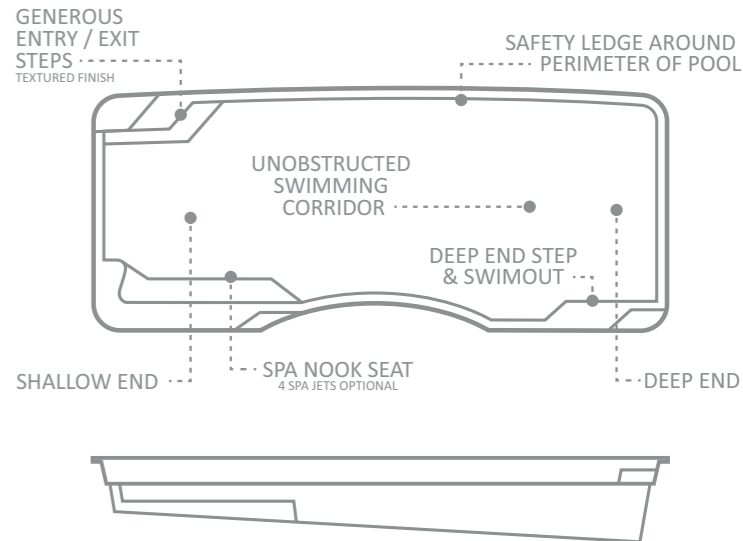 GENEROUS
ENTRY / EXIT
STEPS
TEXTURED FINISH
SAFETY LEDGE AROUND
PERIMETER OF POOL
UNOBSTRUCTED
SWIMMING
CORRIDOR
DEEP END STEP
& SWIMOUT
SHALLOW END
SPA NOOK SEAT
4 SPA JETS OPTIONAL
DEEP END